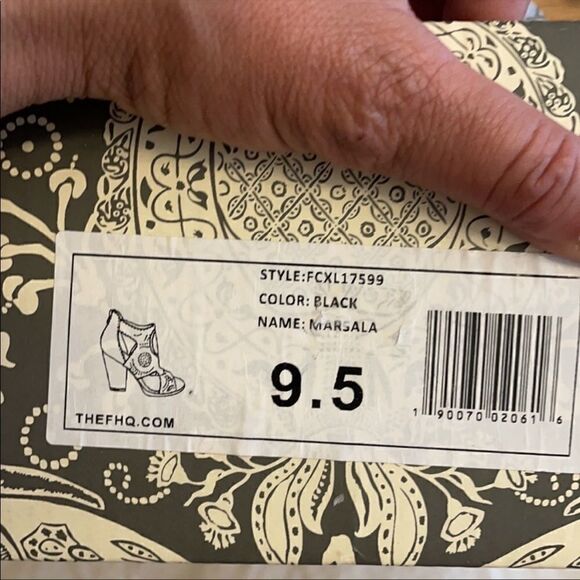 STYLE:FCXL17599
COLOR: BLACK
NAME: MARSALA
9.5
THEFHQ.COM
1 90070 02061 6